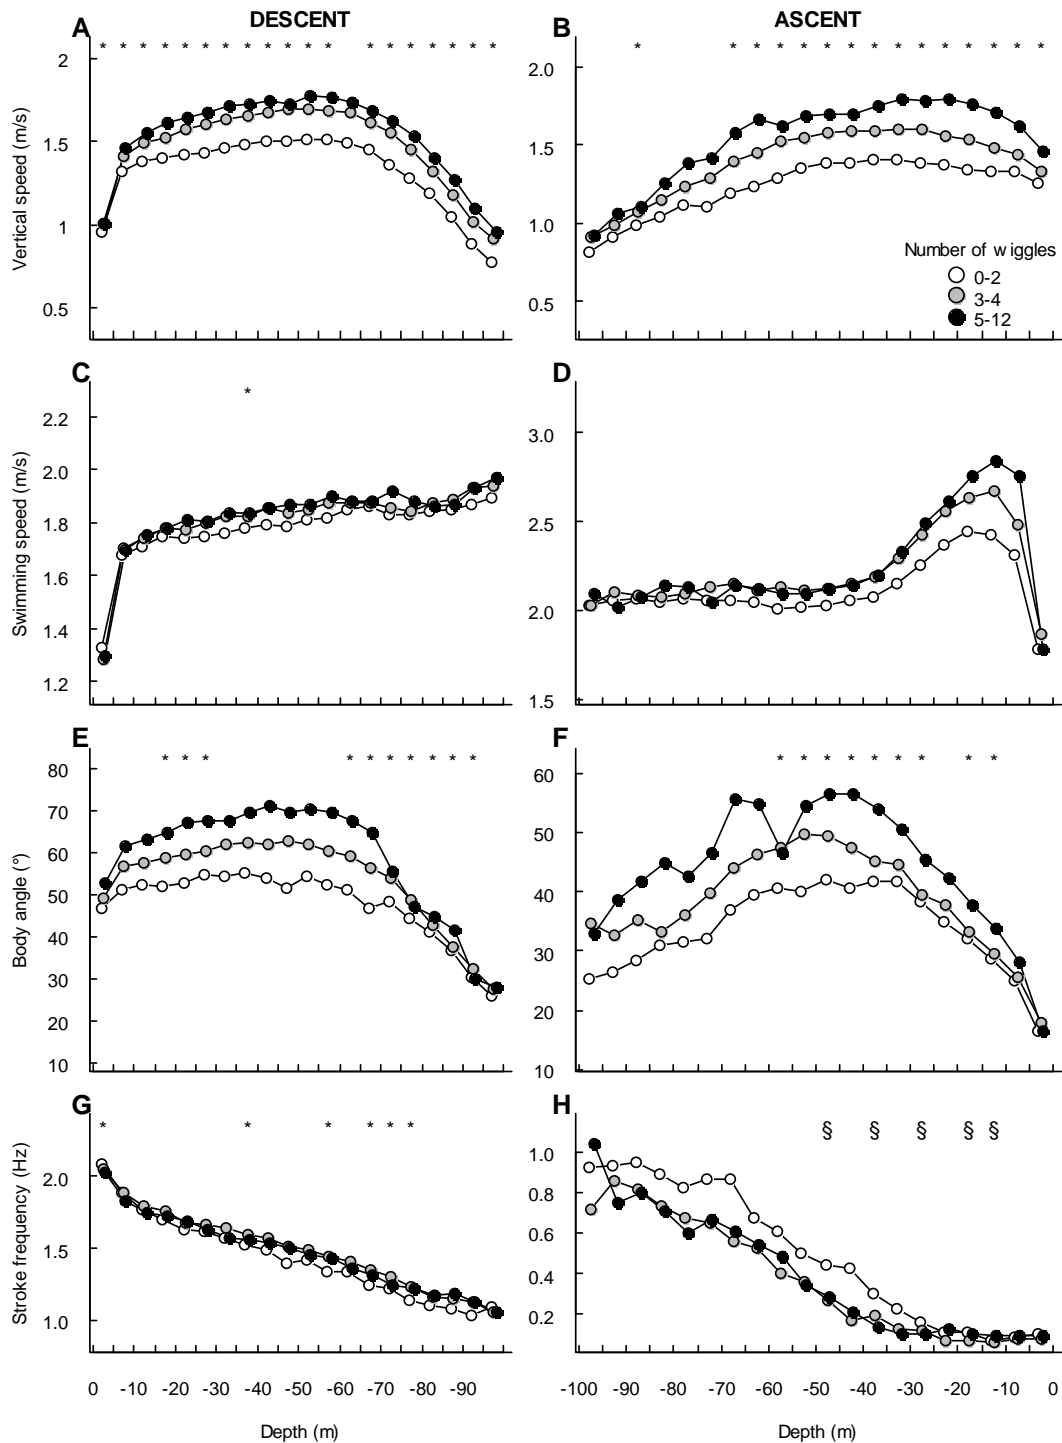 A DESCENT
B ASCENT
* * * * * * * * * * * * * * * * * * *
* * * * * * * * * * * * * * *
2
1.5
1
0.5
Vertical speed (m/s)
2.0
1.5
1.0
0.5
Number of wiggles
0-2
3-4
5-12
C
*
2.2
2.0
1.8
1.6
1.4
1.2
Swimming speed (m/s)
D
3.0
2.5
2.0
1.5
E
* * * * * * * * * *
80
70
60
50
40
30
20
10
Body angle (°)
F
* * * * * * * * *
60
50
40
30
20
10
G
* * * * * *
2.0
1.5
1.0
Stroke frequency (Hz)
H
§ § § § §
1.0
0.8
0.6
0.4
0.2
0 -10 -20 -30 -40 -50 -60 -70 -80 -90
Depth (m)
-100 -90 -80 -70 -60 -50 -40 -30 -20 -10 0
Depth (m)